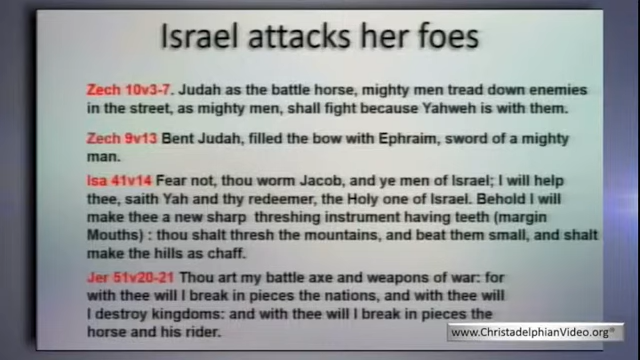 Israel attacks her foes
Zech 10v3-7. Judah as the battle horse, mighty men tread down enemies
in the street, as mighty men, shall fight because Yahweh is with them.
Zech 9v13 Bent Judah, filled the bow with Ephraim, sword of a mighty
man.
Isa 41v14 Fear not, thou worm Jacob, and ye men of Israel; I will help
thee, saith Yah and thy redeemer, the Holy one of Israel. Behold I will
make thee a new sharp threshing instrument having teeth (margin
Mouths) : thou shalt thresh the mountains, and beat them small, and shalt
make the hills as chaff.
Jer 51v20-21 Thou art my battle axe and weapons of war: for
with thee will I break in pieces the nations, and with thee will
I destroy kingdoms: and with thee will I break in pieces the
horse and his rider.
www.ChristadelphianVideo.org